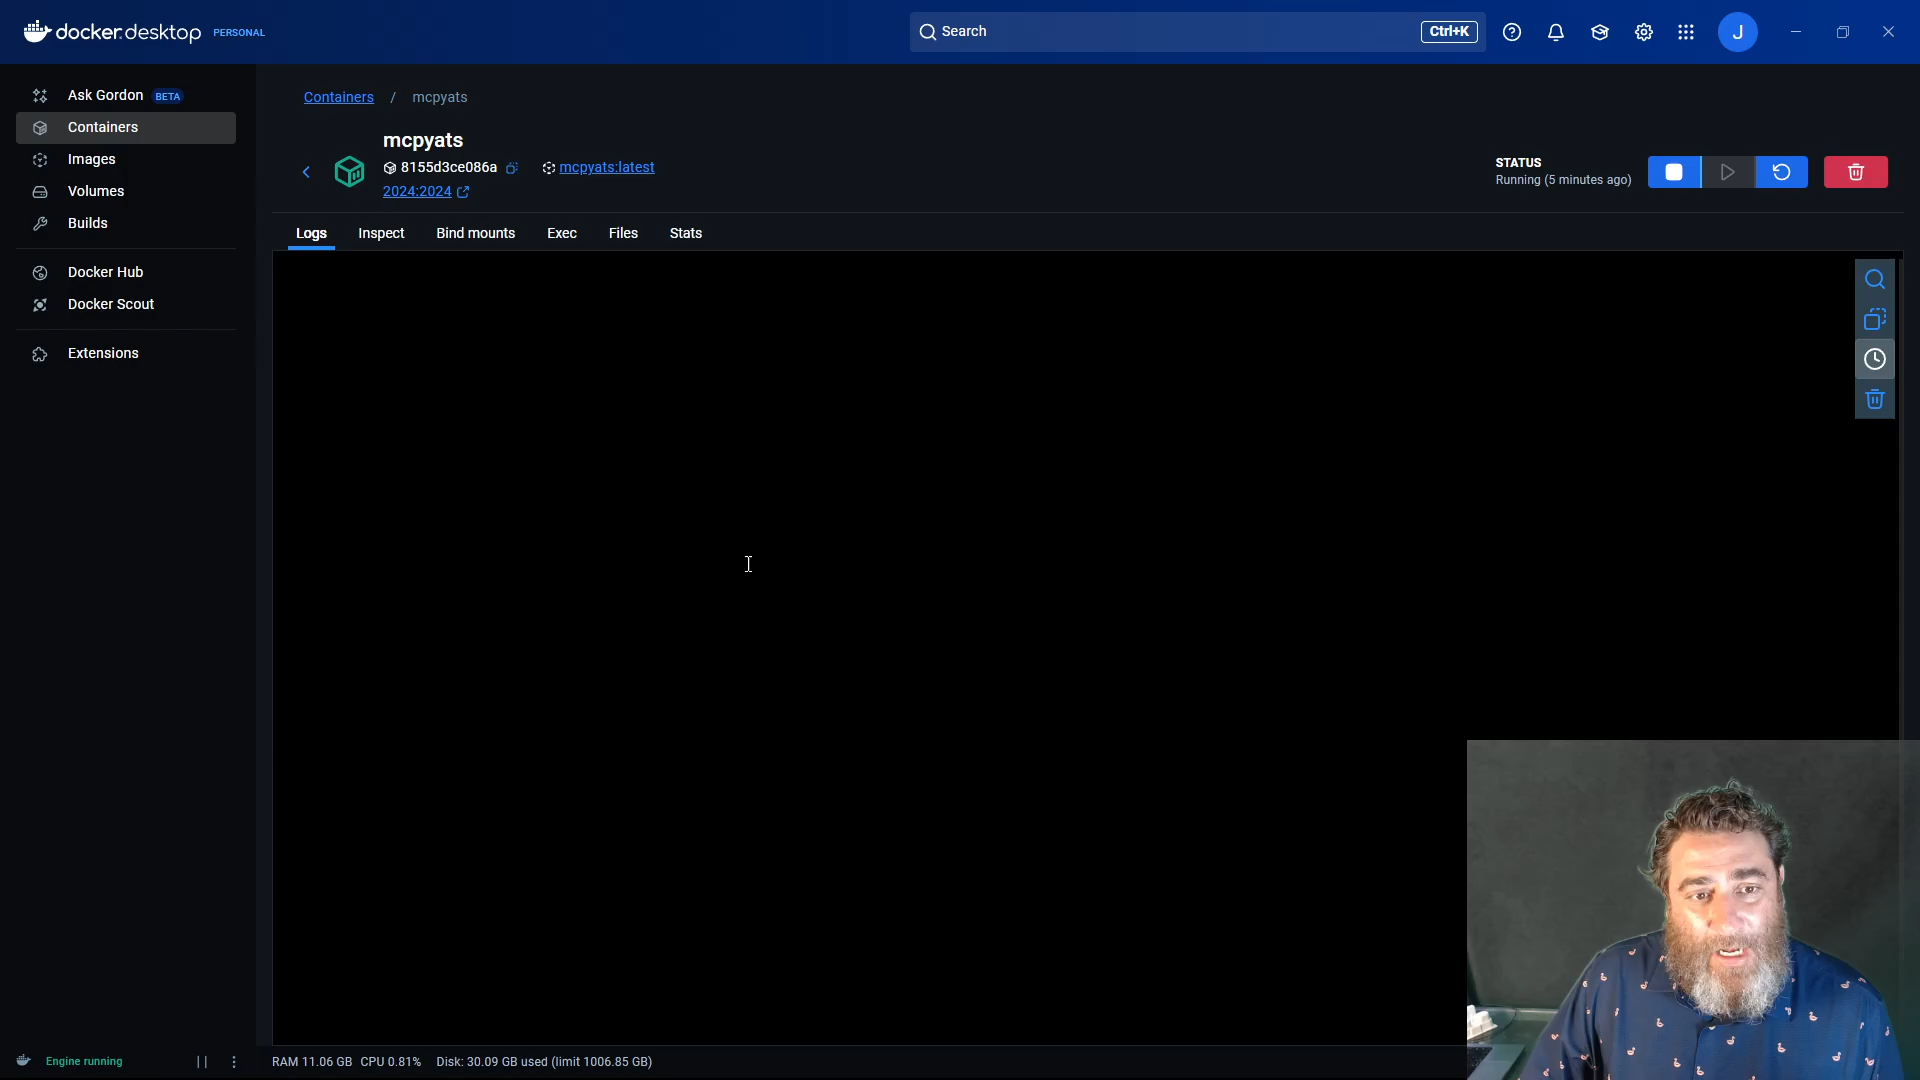 docker desktop PERSONAL
Search
Ctrl+K
J
Ask Gordon BETA
Containers
Images
Volumes
Builds
Docker Hub
Docker Scout
Extensions
Containers / mcpyats
mcpyats
8155d3ce086a
mcpyats:latest
2024:2024
STATUS
Running (5 minutes ago)
Logs
Inspect
Bind mounts
Exec
Files
Stats
Engine running
RAM 11.06 GB CPU 0.81% Disk: 30.09 GB used (limit 1006.85 GB)